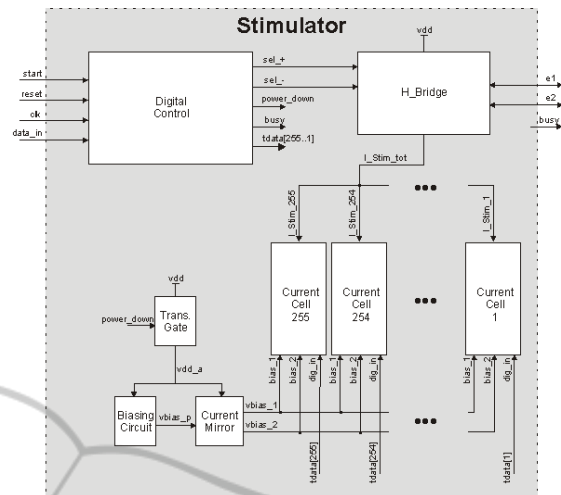 Stimulator
vdd
start
reset
clk
data_in
Digital
Control
sel_+
sel_-
power_down
busy
tdata[255..1]
H_Bridge
e1
e2
busy
I_Stim_tot
I_Stim_255
I_Stim_254
I_Stim_1
Current
Cell
255
Current
Cell
254
Current
Cell
1
vdd
power_down
Trans.
Gate
vdd_a
bias_1
bias_2
dig_in
bias_1
bias_2
dig_in
bias_1
bias_2
dig_in
Biasing
Circuit
vbias_p
Current
Mirror
vbias_1
vbias_2
tdata[255]
tdata[254]
tdata[1]